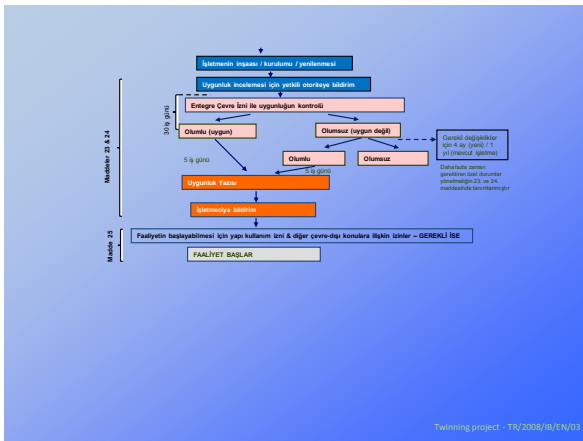 İşletmenin inşaası / kurulumu / yenilenmesi
Uygunluk incelemesi için yetkili otoriteye bildirim
Entegre Çevre İzni ile uygunluğun kontrolü
30 iş günü
Olumlu (uygun)
Olumsuz (uygun değil)
Gerekli değişiklikler
için 4 ay (yeni) / 1
yıl (mevcut işletme)
5 iş günü
Olumlu
Olumsuz
Daha fazla zaman
gerektiren özel durumlar
yönetmeliğin 23. ve 24.
maddesinde tanımlanmıştır
5 iş günü
Uygunluk Yazısı
İşletmeciye bildirim
Maddeler 23 & 24
Madde 25
Faaliyetin başlayabilmesi için yapı kullanım izni & diğer çevre-dışı konulara ilişkin izinler – GEREKLİ İSE
FAALİYET BAŞLAR
Twinning project - TR/2008/IB/EN/03